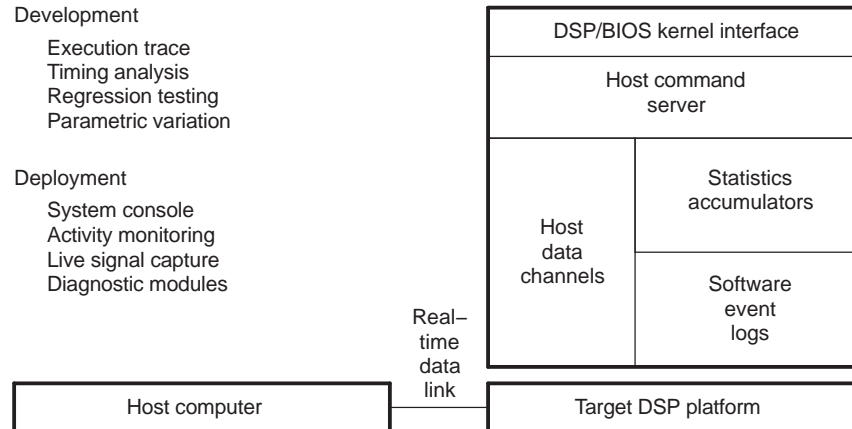 Development
Execution trace
Timing analysis
Regression testing
Parametric variation
Deployment
System console
Activity monitoring
Live signal capture
Diagnostic modules
DSP/BIOS kernel interface
Host command
server
Host
data
channels
Statistics
accumulators
Software
event
logs
Real–
time
data
link
Host computer
Target DSP platform